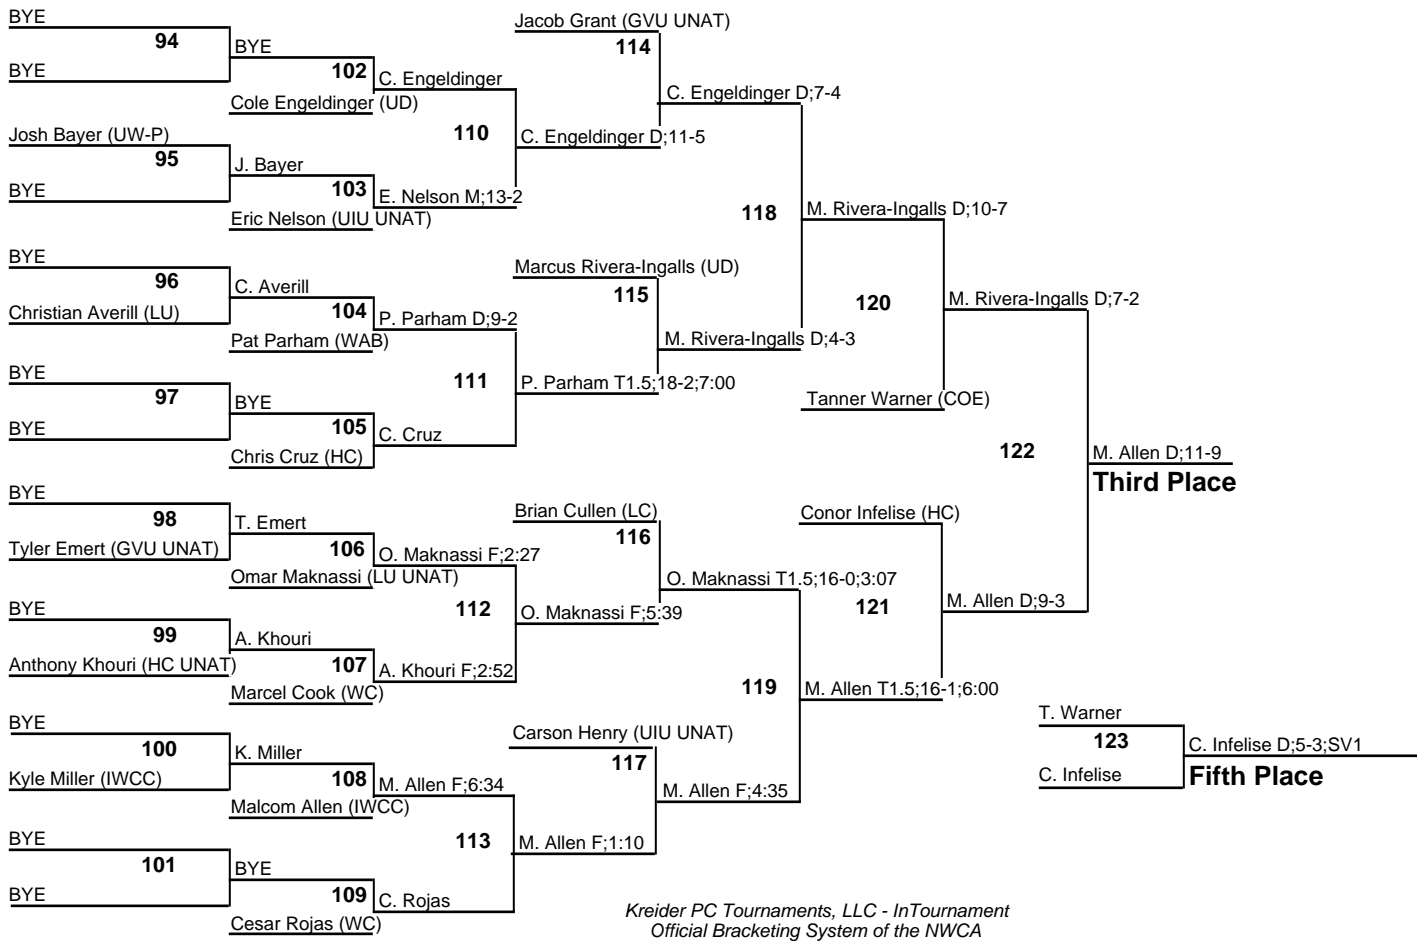 BYE
94
BYE
BYE
102
C. Engeldinger
Cole Engeldinger (UD)
Josh Bayer (UW-P)
95
BYE
J. Bayer
103
E. Nelson M;13-2
Eric Nelson (UIU UNAT)
110
C. Engeldinger D;11-5
Jacob Grant (GVU UNAT)
114
C. Engeldinger D;7-4
BYE
96
Christian Averill (LU)
C. Averill
104
P. Parham D;9-2
Pat Parham (WAB)
BYE
97
BYE
BYE
105
C. Cruz
Chris Cruz (HC)
111
P. Parham T1.5;18-2;7:00
Marcus Rivera-Ingalls (UD)
115
M. Rivera-Ingalls D;4-3
118
M. Rivera-Ingalls D;10-7
120
Tanner Warner (COE)
M. Rivera-Ingalls D;7-2
BYE
98
Tyler Emert (GVU UNAT)
T. Emert
106
O. Maknassi F;2:27
Omar Maknassi (LU UNAT)
BYE
99
Anthony Khouri (HC UNAT)
A. Khouri
107
A. Khouri F;2:52
Marcel Cook (WC)
112
O. Maknassi F;5:39
Brian Cullen (LC)
116
O. Maknassi T1.5;16-0;3:07
BYE
100
Kyle Miller (IWCC)
K. Miller
108
M. Allen F;6:34
Malcom Allen (IWCC)
BYE
101
BYE
BYE
109
C. Rojas
Cesar Rojas (WC)
113
M. Allen F;1:10
Carson Henry (UIU UNAT)
117
M. Allen F;4:35
119
M. Allen T1.5;16-1;6:00
Conor Infelise (HC)
121
M. Allen D;9-3
122
M. Allen D;11-9
Third Place
T. Warner
123
C. Infelise
C. Infelise D;5-3;SV1
Fifth Place
Kreider PC Tournaments, LLC - InTournament
Official Bracketing System of the NWCA